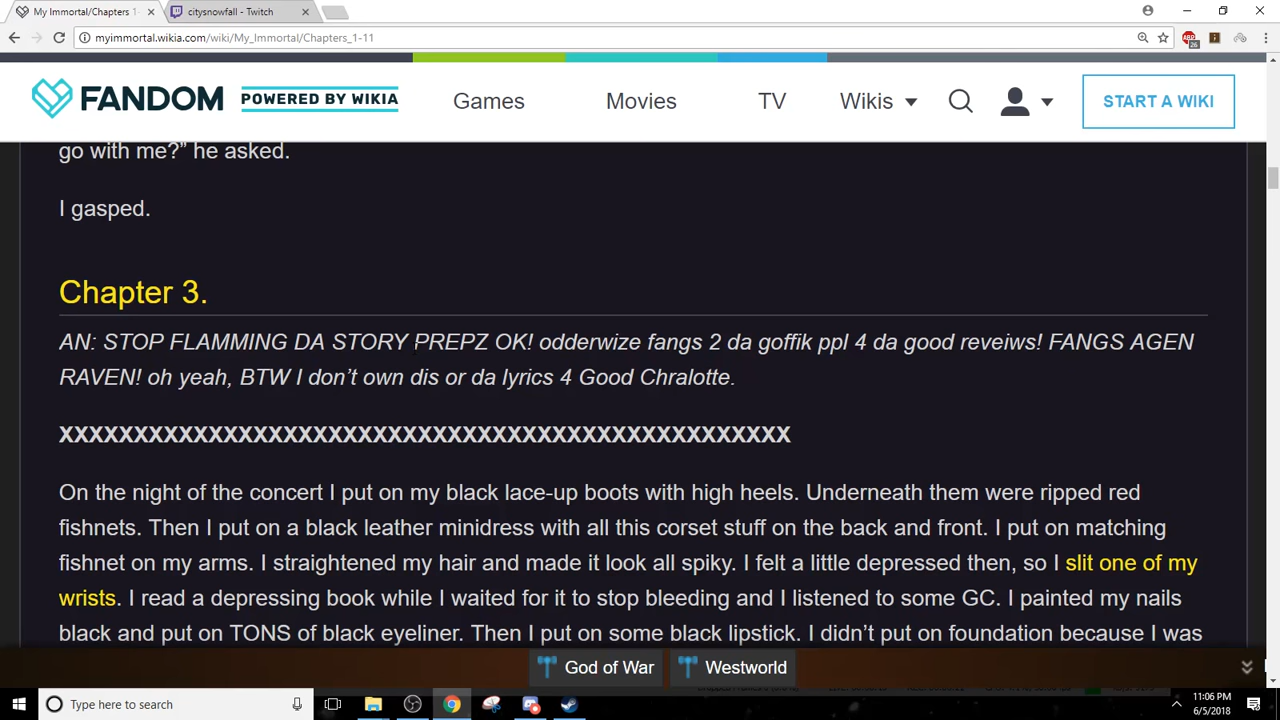 My Immortal/Chapters 1-
citysnowfall - Twitch
myimmortal.wikia.com/wiki/My_Immortal/Chapters_1-11
26
FANDOM POWERED BY WIKIA Games Movies TV Wikis START A WIKI
go with me?” he asked.
I gasped.
Chapter 3.
AN: STOP FLAMMING DA STORY PREPZ OK! odderwize fangs 2 da goffik ppl 4 da good reveiws! FANGS AGEN
RAVEN! oh yeah, BTW I don’t own dis or da lyrics 4 Good Chralotte.
XXXXXXXXXXXXXXXXXXXXXXXXXXXXXXXXXXXXXXXXXXXXXXXXX
On the night of the concert I put on my black lace-up boots with high heels. Underneath them were ripped red
fishnets. Then I put on a black leather minidress with all this corset stuff on the back and front. I put on matching
fishnet on my arms. I straightened my hair and made it look all spiky. I felt a little depressed then, so I slit one of my
wrists. I read a depressing book while I waited for it to stop bleeding and I listened to some GC. I painted my nails
black and put on TONS of black eyeliner. Then I put on some black lipstick. I didn’t put on foundation because I was
God of War Westworld
Type here to search
11:06 PM
6/5/2018